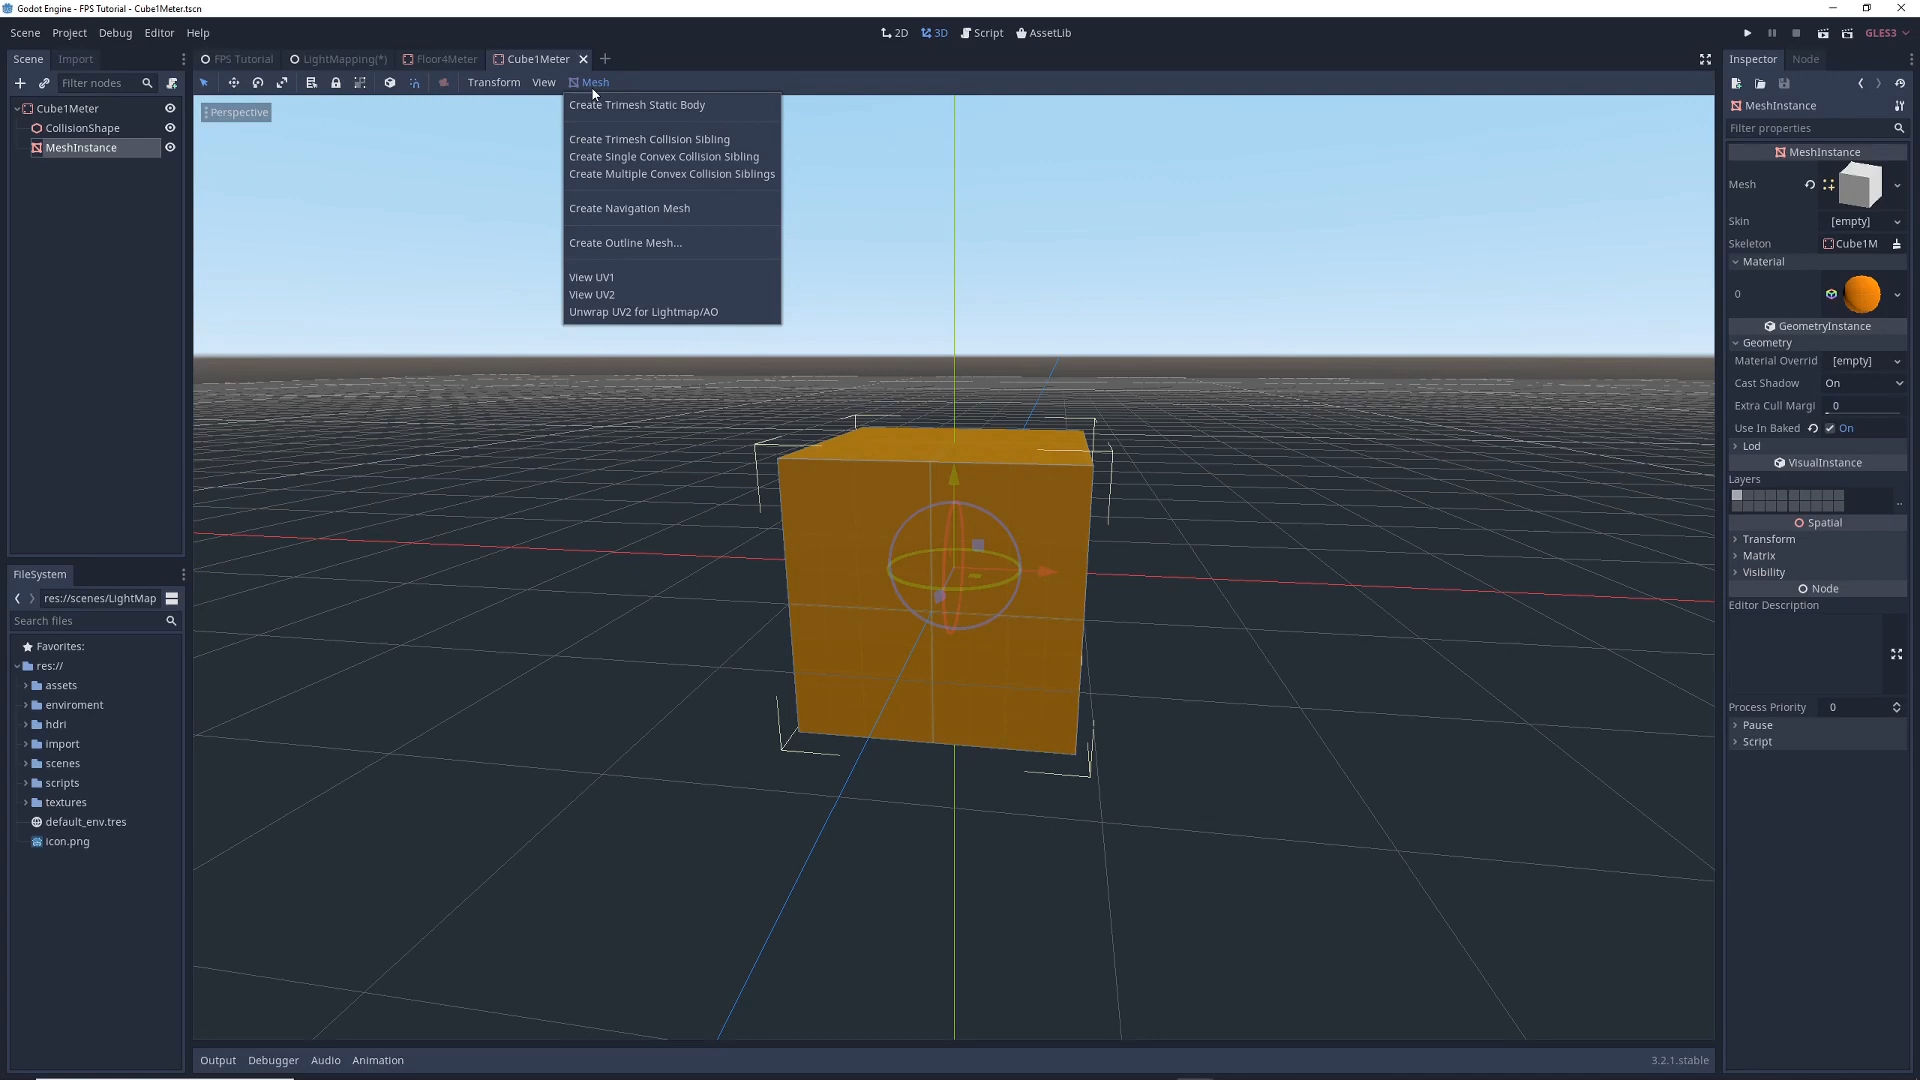 Godot Engine - FPS Tutorial - Cube1Meter.tscn
Scene Project Debug Editor Help
2D 3D Script AssetLib
GLES3
Scene Import
FPS Tutorial LightMapping(*) Floor4Meter Cube1Meter
Inspector Node
Filter nodes
Transform View Mesh
Cube1Meter
CollisionShape
MeshInstance
Perspective
Create Trimesh Static Body
Create Trimesh Collision Sibling
Create Single Convex Collision Sibling
Create Multiple Convex Collision Siblings
Create Navigation Mesh
Create Outline Mesh...
View UV1
View UV2
Unwrap UV2 for Lightmap/AO
MeshInstance
Filter properties
MeshInstance
Mesh
Skin [empty]
Skeleton Cube1M
Material
0
GeometryInstance
Geometry
Material Overrid [empty]
Cast Shadow On
Extra Cull Margi 0
Use In Baked On
Lod
VisualInstance
Layers
..
Spatial
Transform
Matrix
Visibility
Node
Editor Description
Process Priority 0
Pause
Script
FileSystem
res://scenes/LightMap
Search files
Favorites:
res://
assets
enviroment
hdri
import
scenes
scripts
textures
default_env.tres
icon.png
Output Debugger Audio Animation
3.2.1.stable